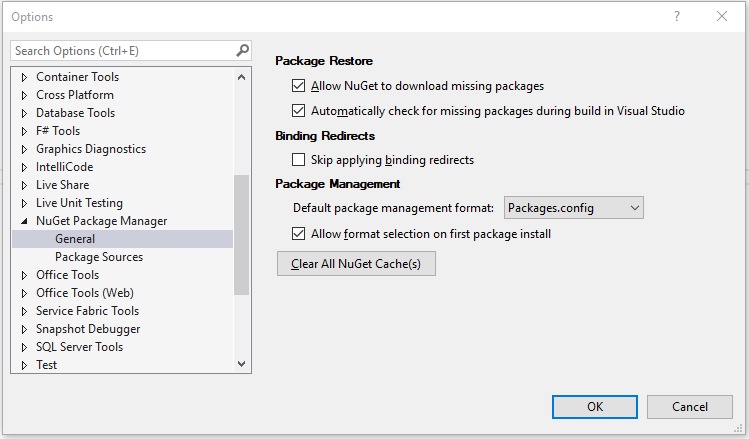 Options
?
Search Options (Ctrl+E)
Container Tools
Cross Platform
Database Tools
F# Tools
Graphics Diagnostics
IntelliCode
Live Share
Live Unit Testing
NuGet Package Manager
General
Package Sources
Office Tools
Office Tools (Web)
Service Fabric Tools
Snapshot Debugger
SQL Server Tools
Test
Package Restore
Allow NuGet to download missing packages
Automatically check for missing packages during build in Visual Studio
Binding Redirects
Skip applying binding redirects
Package Management
Default package management format: Packages.config
Allow format selection on first package install
Clear All NuGet Cache(s)
OK Cancel